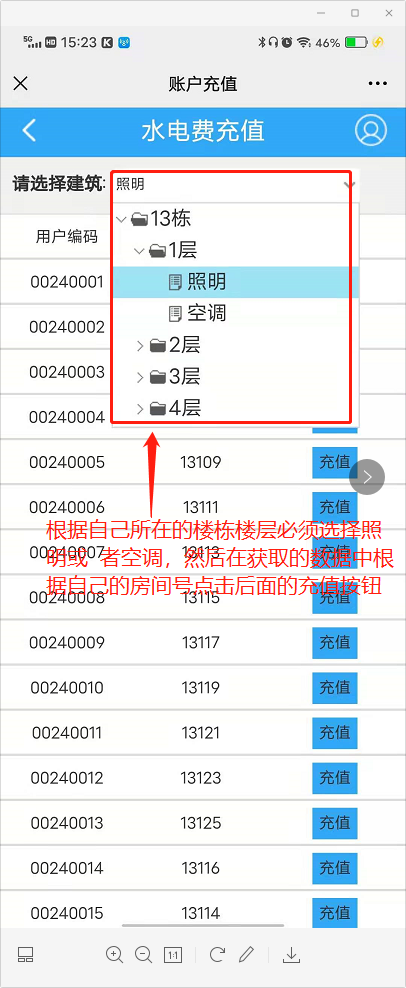 5G HD 15:23 K 46%
账户充值
水电费充值
请选择建筑: 照明
13栋
用户编码
1层
00240001
照明
空调
00240002
2层
00240003
3层
00240004
4层
00240005 13109 充值
00240006 13111 充值
根据自己所在的楼栋楼层必须选择照
明或 者空调，然后在获取的数据中根
据自己的房间号点击后面的充值按钮
00240007 13113 充值
00240008 13115 充值
00240009 13117 充值
00240010 13119 充值
00240011 13121 充值
00240012 13123 充值
00240013 13125 充值
00240014 13116 充值
00240015 13114 充值
1:1